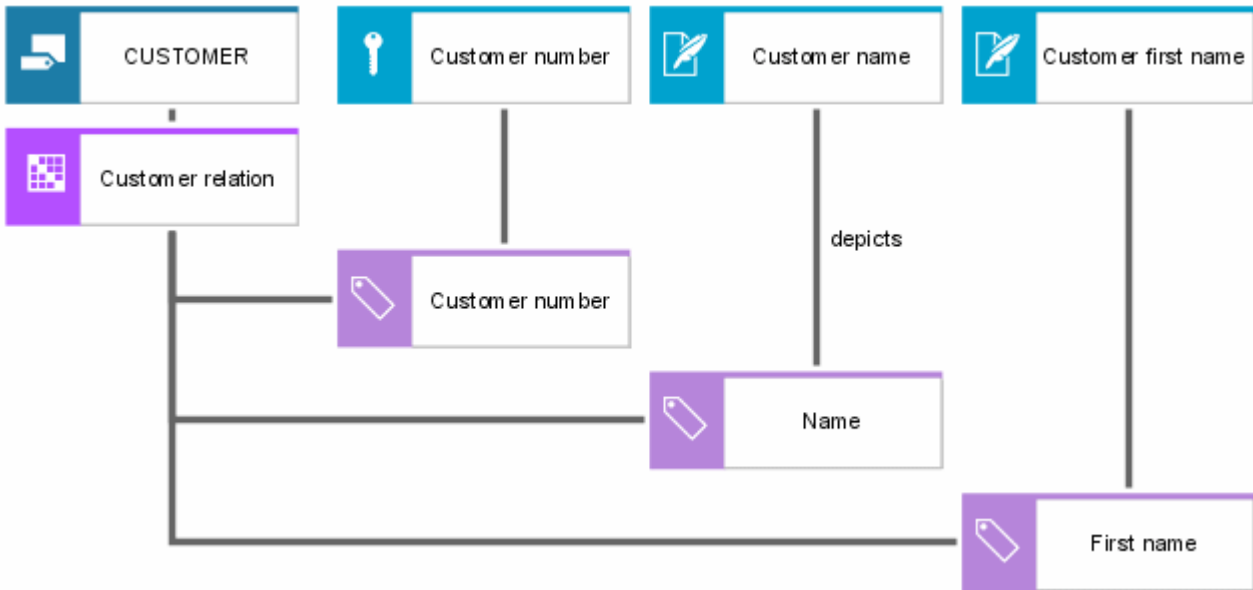 CUSTOMER
Customer number
Customer name
Customer first name
Customer relation
depicts
Customer number
Name
First name